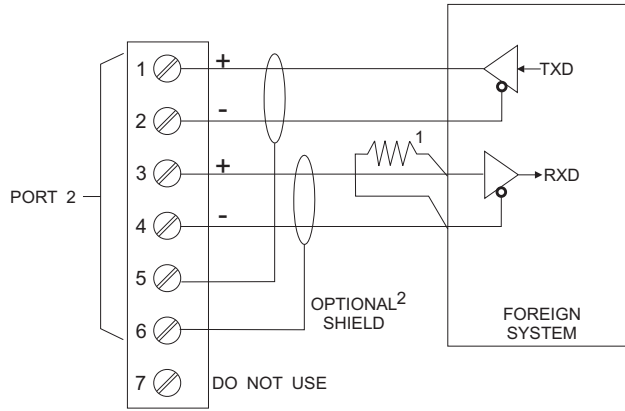 1 +
TXD
2 -
1
3 +
RXD
PORT 2
4 -
5
OPTIONAL2
SHIELD
6
FOREIGN
SYSTEM
7 DO NOT USE